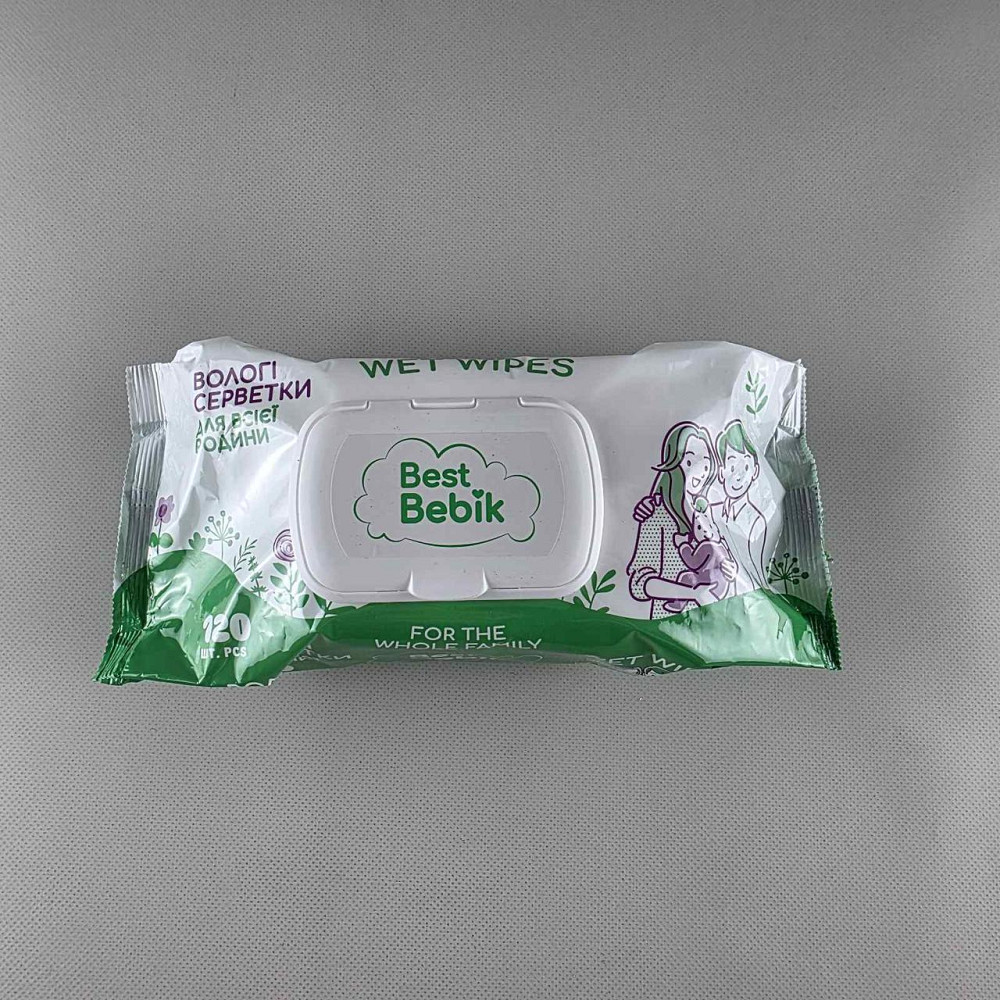 ВОЛОГІ
СЕРВЕТКИ
ДЛЯ ВСІЄЇ
РОДИНИ
WET WIPES
Best
Bebik
120
ШТ. PCS
FOR THE
WHOLE FAMILY